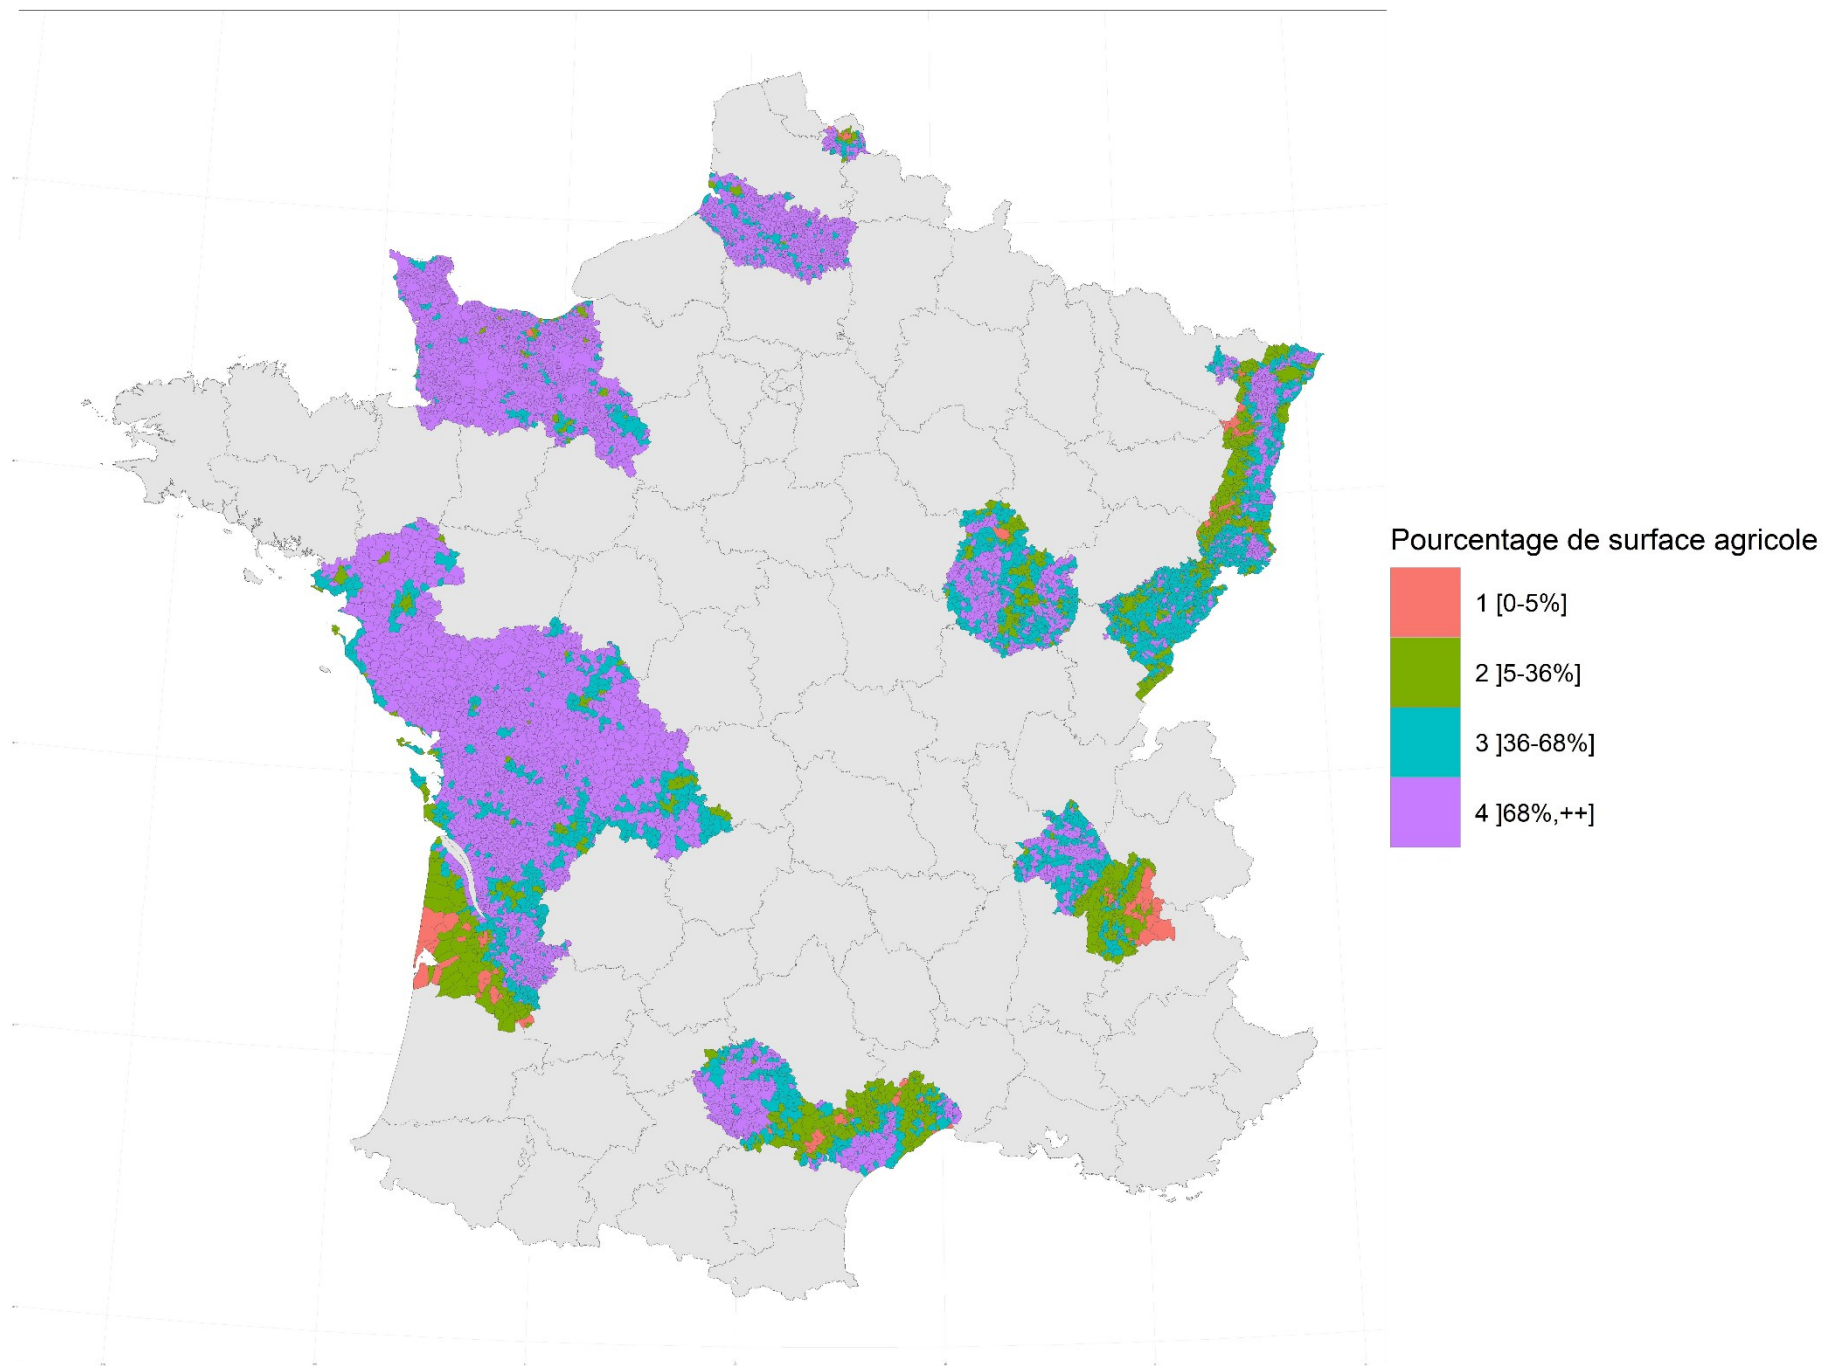 Pourcentage de surface agricole
1 [0-5%]
2 ]5-36%]
3 ]36-68%]
4 ]68%,++]